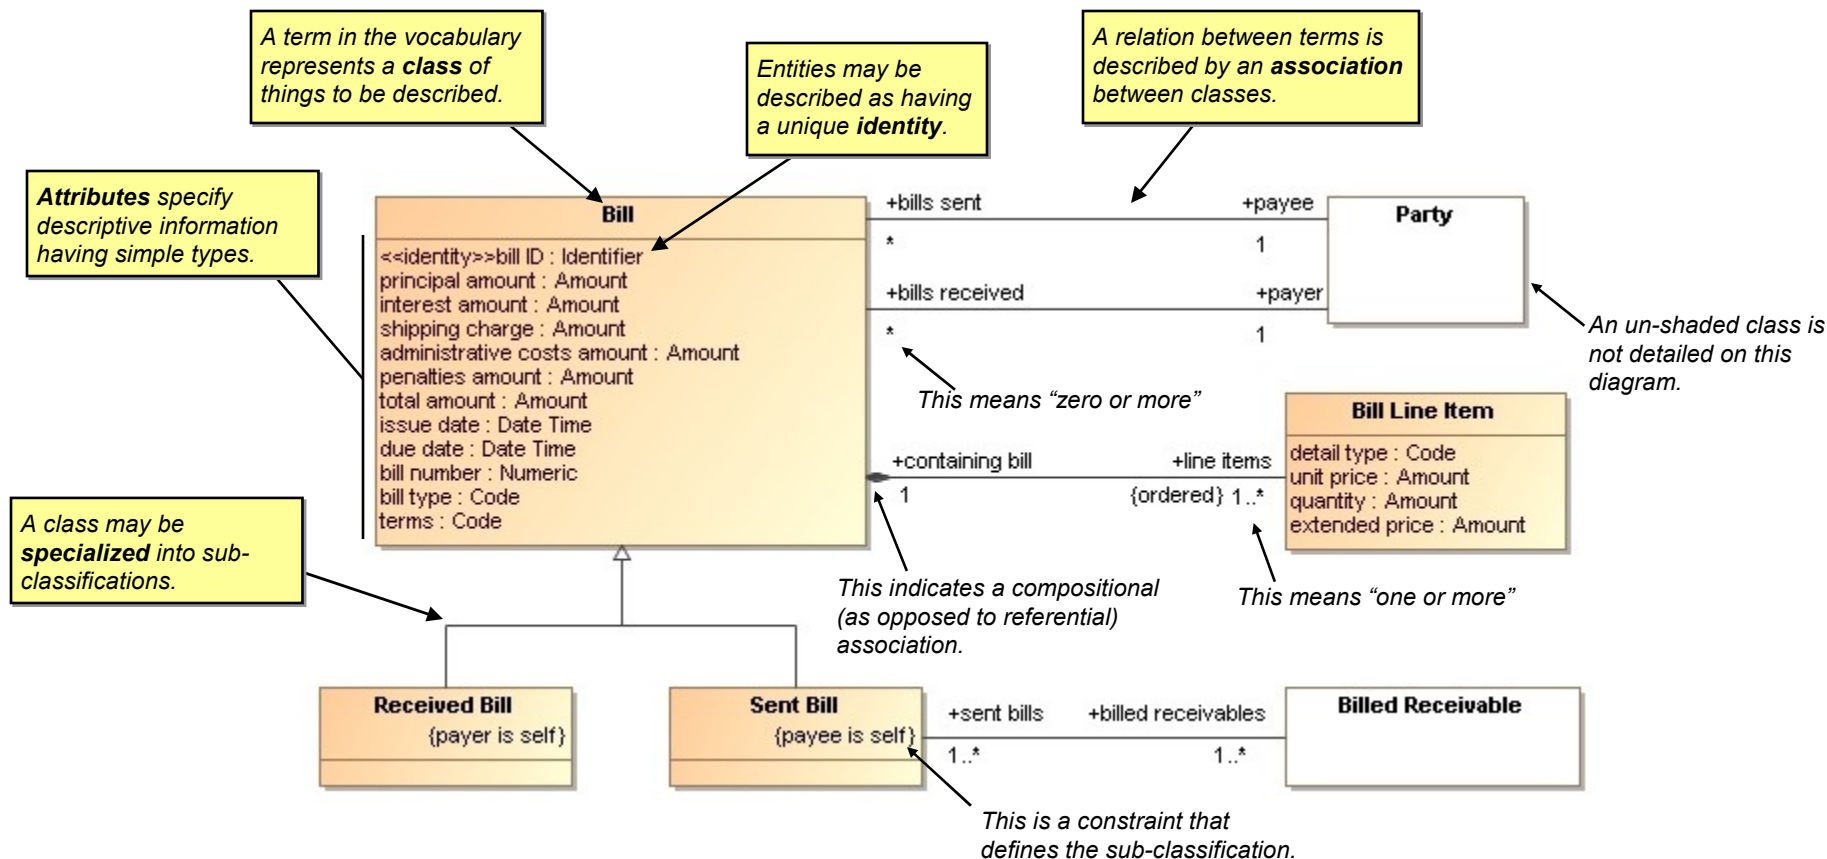 A term in the vocabulary
represents a class of
things to be described.
Entities may be
described as having
a unique identity.
A relation between terms is
described by an association
between classes.
Attributes specify
descriptive information
having simple types.
Bill
<<identity>>bill ID : Identifier
principal amount : Amount
interest amount : Amount
shipping charge : Amount
administrative costs amount : Amount
penalties amount : Amount
total amount : Amount
issue date : Date Time
due date : Date Time
bill number : Numeric
bill type : Code
terms : Code
+bills sent
+payee
*
1
+bills received
+payer
*
1
Party
An un-shaded class is
not detailed on this
diagram.
This means “zero or more”
+containing bill
+line items
1
{ordered} 1..*
Bill Line Item
detail type : Code
unit price : Amount
quantity : Amount
extended price : Amount
A class may be
specialized into sub-
classifications.
This indicates a compositional
(as opposed to referential)
association.
This means “one or more”
Received Bill
{payer is self}
Sent Bill
{payee is self}
+sent bills
+billed receivables
1..*
1..*
Billed Receivable
This is a constraint that
defines the sub-classification.